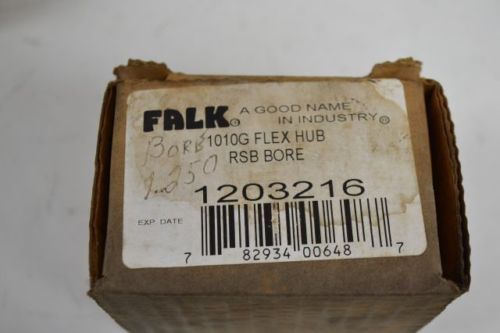 FALK® A GOOD NAME
IN INDUSTRY®
BORE 1010G FLEX HUB
1.250 RSB BORE
1203216
EXP. DATE
7 82934 00648 7